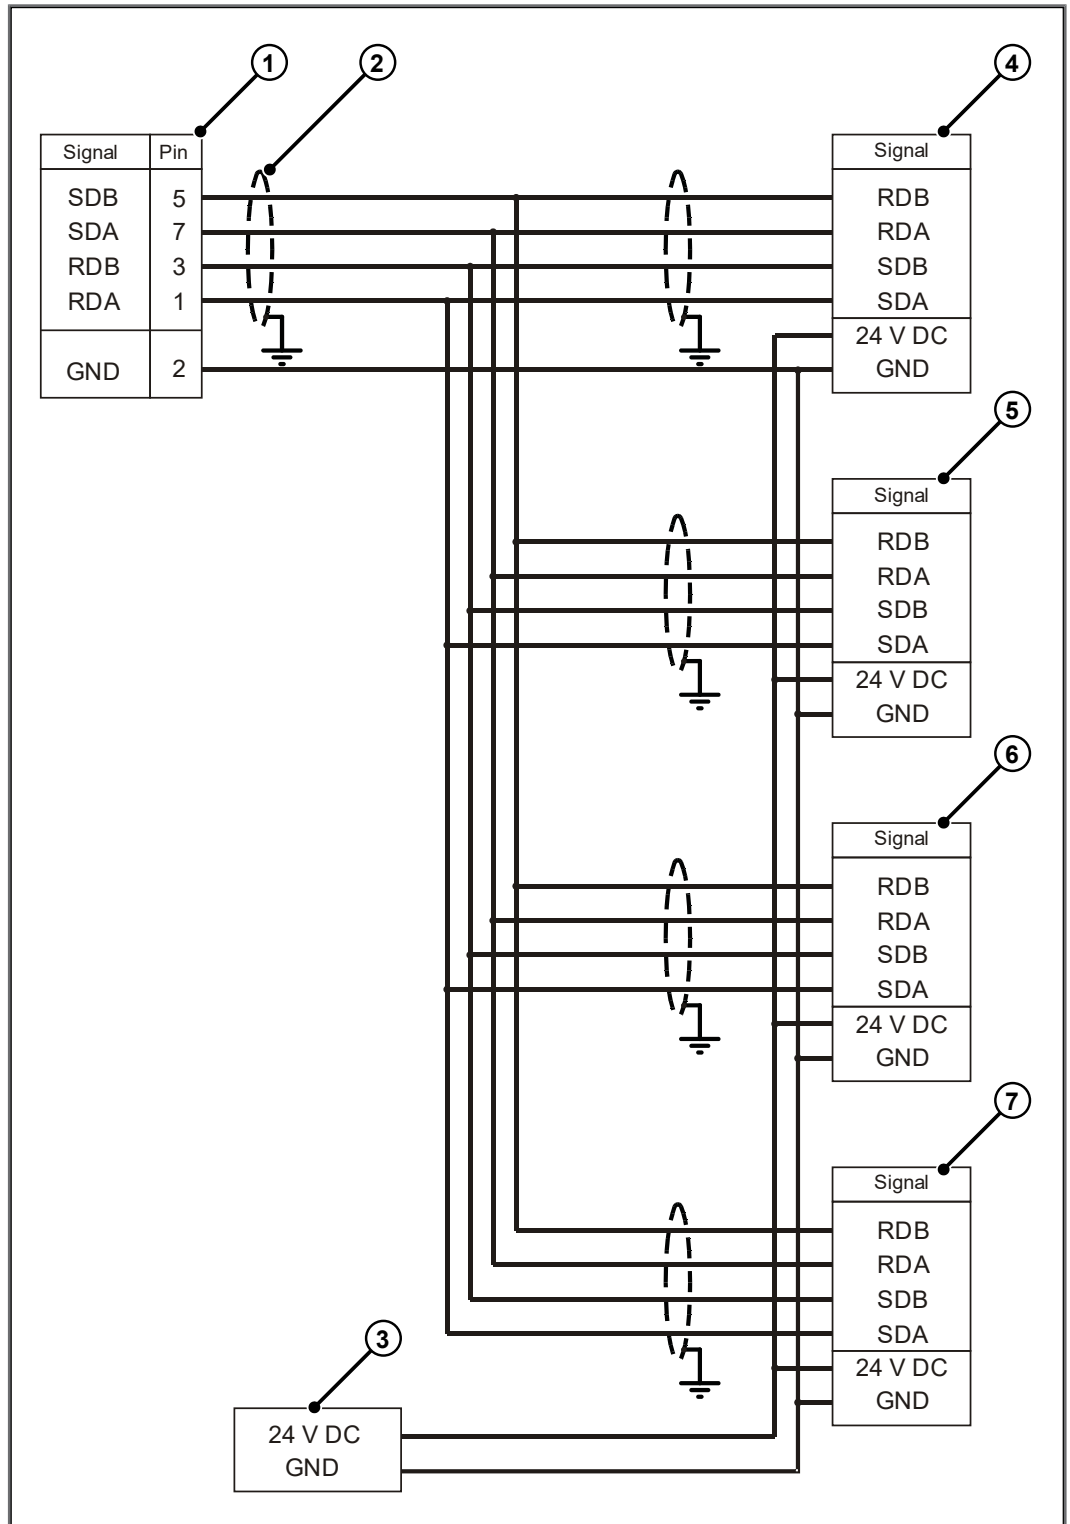 1 2 4
Signal Pin
SDB 5
SDA 7
RDB 3
RDA 1
GND 2
Signal
RDB
RDA
SDB
SDA
24 V DC
GND
5
Signal
RDB
RDA
SDB
SDA
24 V DC
GND
6
Signal
RDB
RDA
SDB
SDA
24 V DC
GND
7
Signal
RDB
RDA
SDB
SDA
24 V DC
GND
3
24 V DC
GND